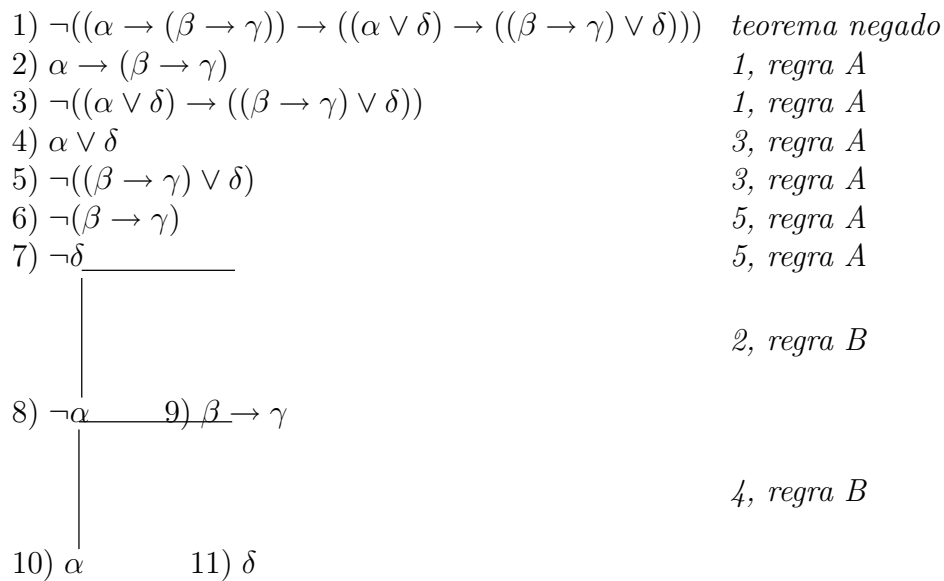 1) ¬((α → (β → γ)) → ((α ∨ δ) → ((β → γ) ∨ δ))) teorema negado
2) α → (β → γ) 1, regra A
3) ¬((α ∨ δ) → ((β → γ) ∨ δ)) 1, regra A
4) α ∨ δ 3, regra A
5) ¬((β → γ) ∨ δ) 3, regra A
6) ¬(β → γ) 5, regra A
7) ¬δ 5, regra A
2, regra B
8) ¬α 9) β → γ
4, regra B
10) α 11) δ